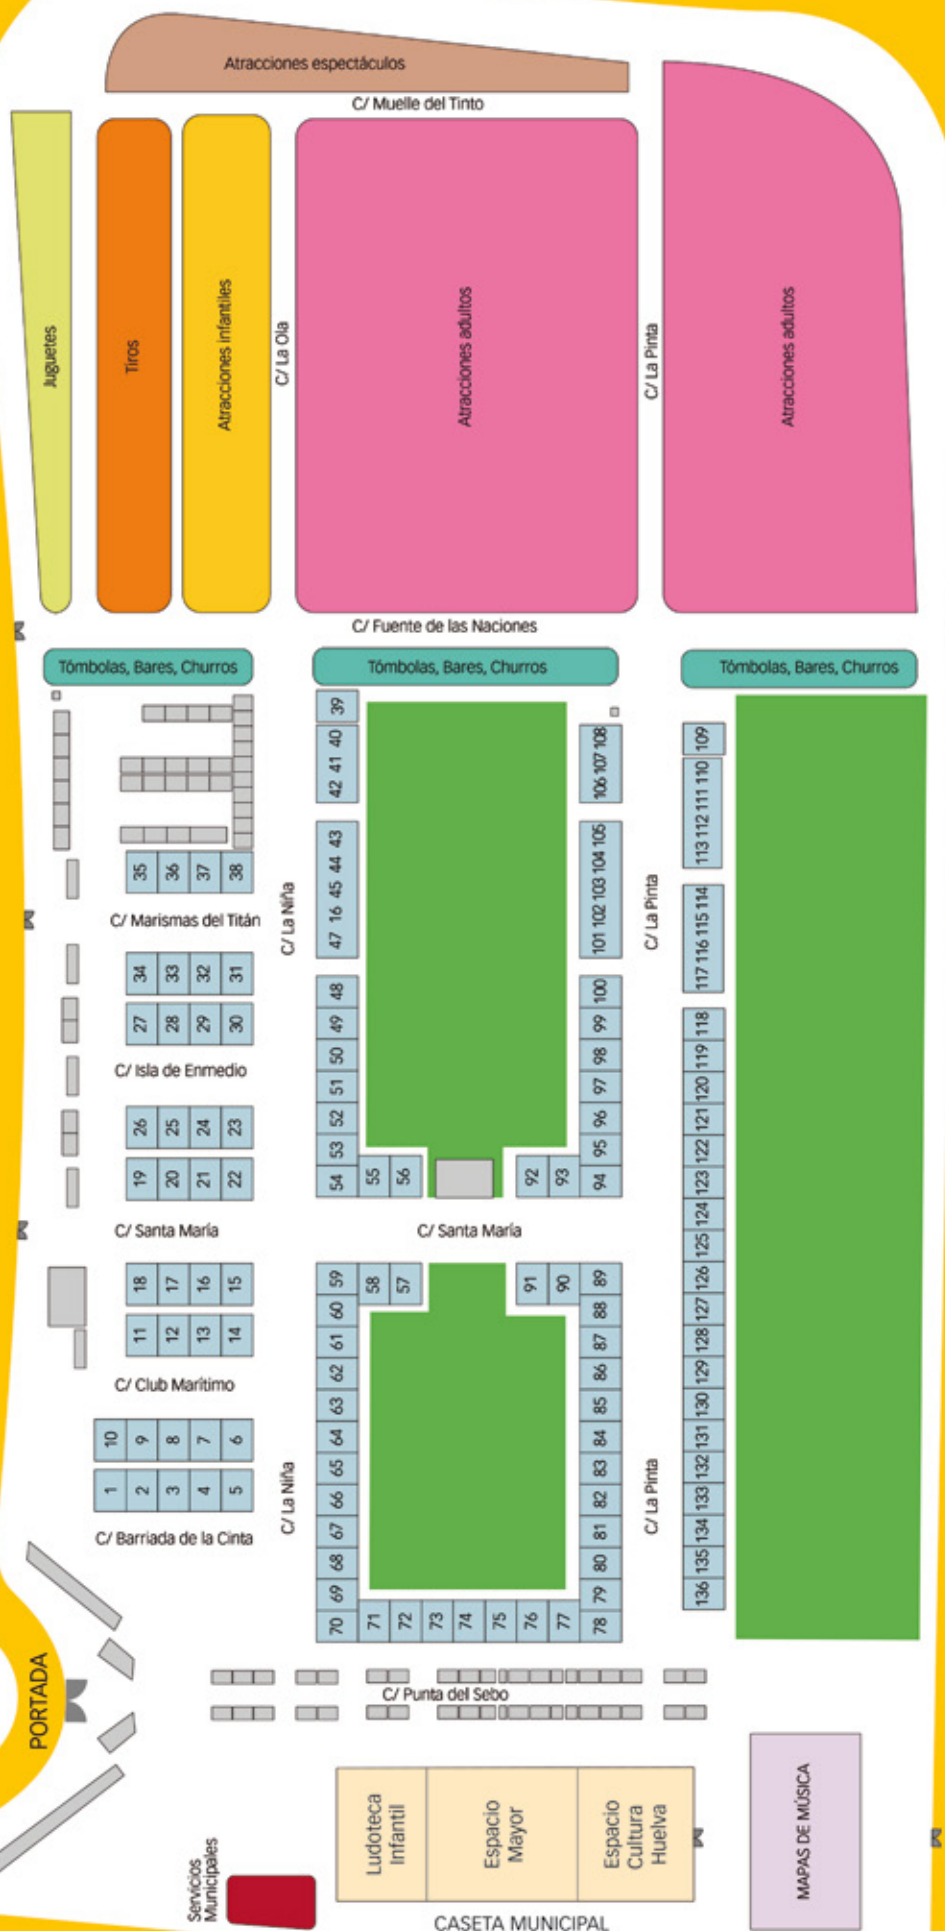 Atracciones espectáculos
C/ Muelle del Tinto
Juguetes
Tiros
Atracciones infantiles
C/ La Ola
Atracciones adultos
C/ La Pinta
Atracciones adultos
C/ Fuente de las Naciones
Tómbolas, Bares, Churros
Tómbolas, Bares, Churros
Tómbolas, Bares, Churros
39
42 41 40
106 107 108
109
113 112 111 110
35
36
37
38
C/ Marismas del Titán
C/ La Niña
47 16 45 44 43
101 102 103 104 105
C/ La Pinta
117 116 115 114
34
33
32
31
27
28
29
30
C/ Isla de Enmedio
26
25
24
23
19
20
21
22
48
49
50
51
52
53
54
55
56
92
93
94
95
96
97
98
99
100
118
119
120
121
122
123
124
125
126
127
128
129
130
131
132
133
134
135
136
C/ Santa María
C/ Santa María
18
17
16
15
11
12
13
14
C/ Club Marítimo
10
9
8
7
6
1
2
3
4
5
C/ Barriada de la Cinta
C/ La Niña
57
58
59
60
61
62
63
64
65
66
67
68
69
70
71
72
73
74
75
76
77
78
79
80
81
82
83
84
85
86
87
88
89
90
91
C/ La Pinta
PORTADA
C/ Punta del Sebo
Servicios
Municipales
Ludoteca
Infantil
Espacio
Mayor
Espacio
Cultura
Huelva
CASETA MUNICIPAL
MAPAS DE MÚSICA